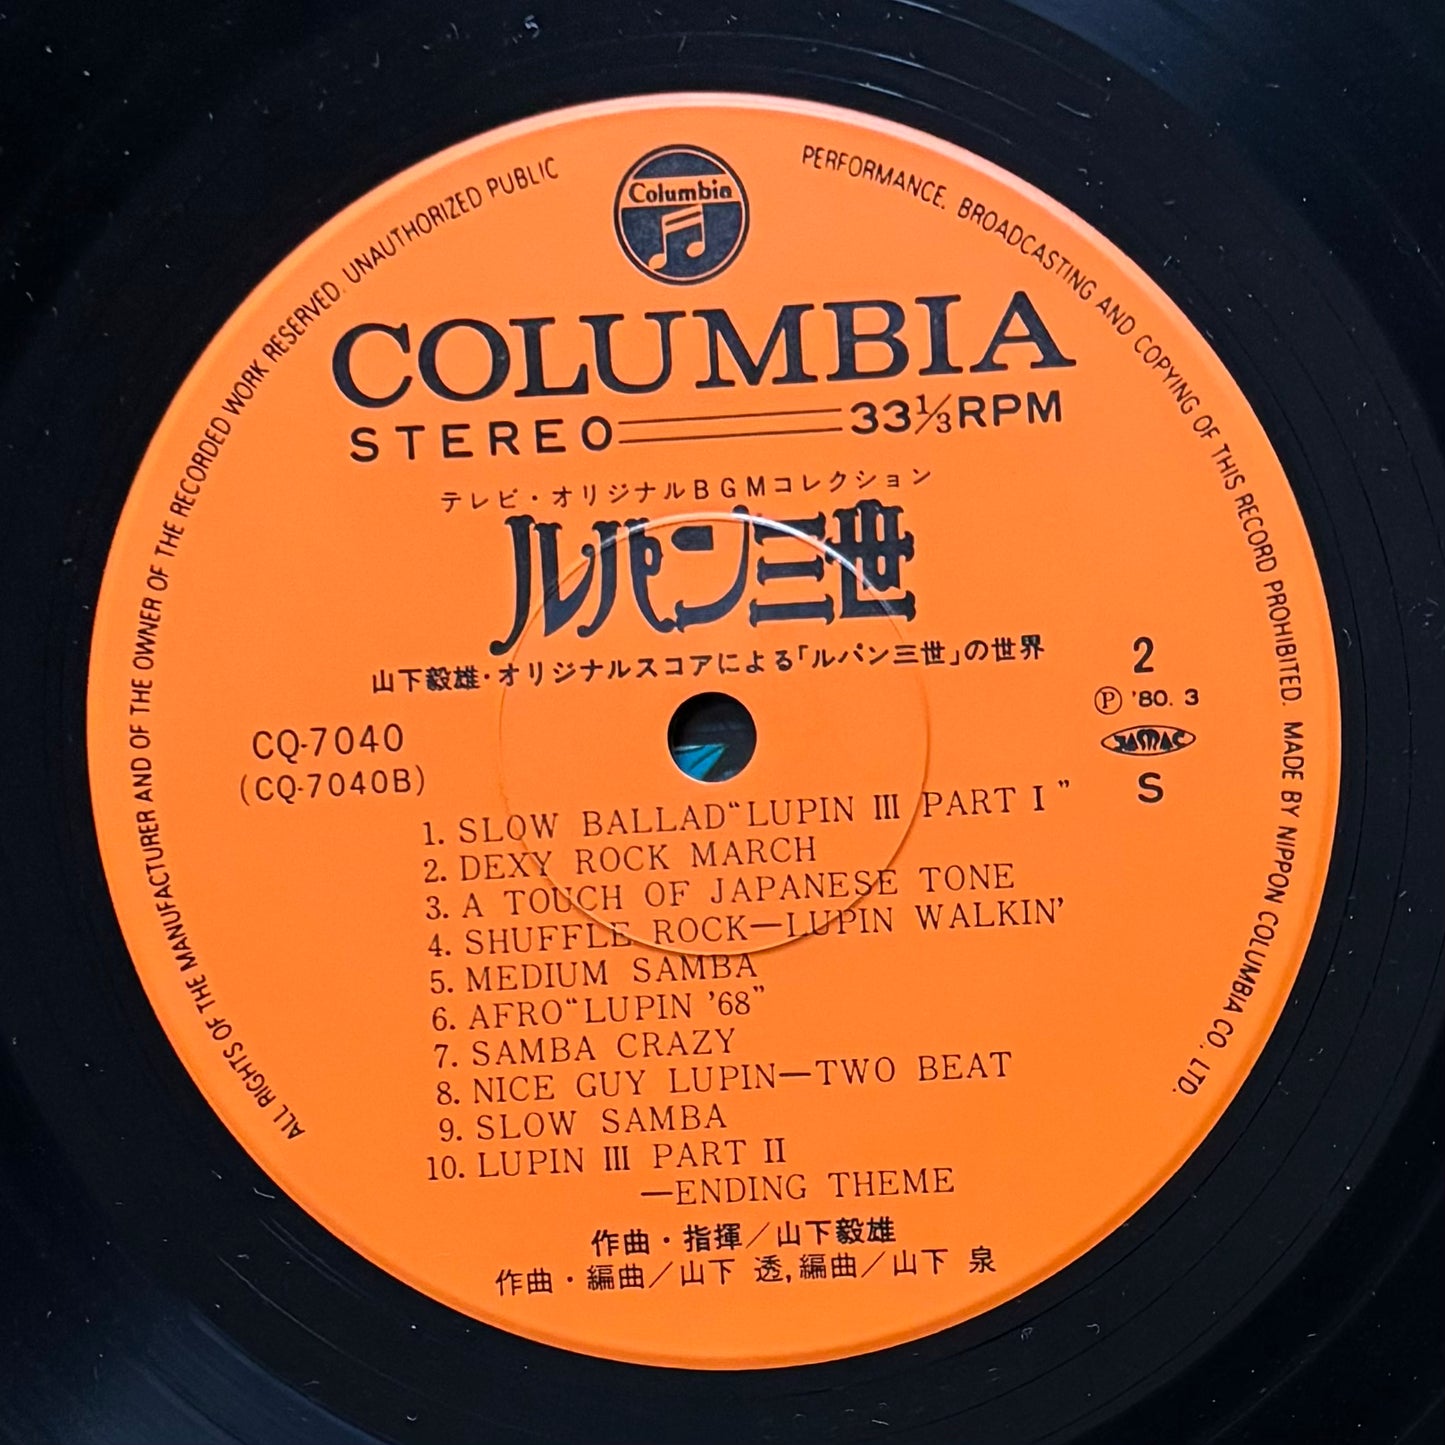 ALL RIGHTS OF THE MANUFACTURER AND OF THE OWNER OF THE RECORDED WORK RESERVED. UNAUTHORIZED PUBLIC PERFORMANCE. BROADCASTING AND COPYING OF THIS RECORD PROHIBITED. MADE BY NIPPON COLUMBIA CO., LTD.
Columbia
COLUMBIA
STEREO 33 1/3 RPM
テレビ・オリジナルBGMコレクション
ルパン三世
山下毅雄・オリジナルスコアによる「ルパン三世」の世界
2
Ⓟ '80. 3
JASRAC
S
CQ-7040
(CQ-7040B)
1. SLOW BALLAD“LUPIN III PART I”
2. DEXY ROCK MARCH
3. A TOUCH OF JAPANESE TONE
4. SHUFFLE ROCK—LUPIN WALKIN’
5. MEDIUM SAMBA
6. AFRO“LUPIN ’68”
7. SAMBA CRAZY
8. NICE GUY LUPIN—TWO BEAT
9. SLOW SAMBA
10. LUPIN III PART II
—ENDING THEME
作曲・指揮／山下毅雄
作曲・編曲／山下 透,編曲／山下 泉